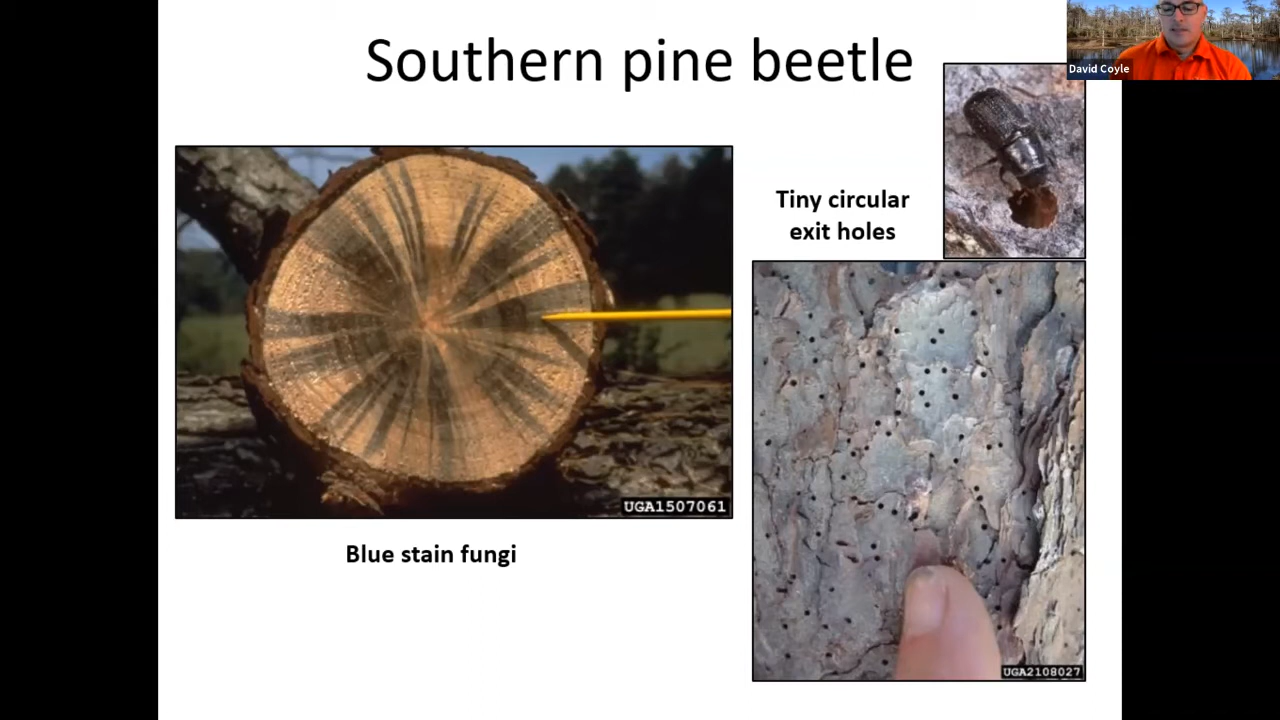 Southern pine beetle
David Coyle
Tiny circular
exit holes
UGA1507061
Blue stain fungi
UGA2108027